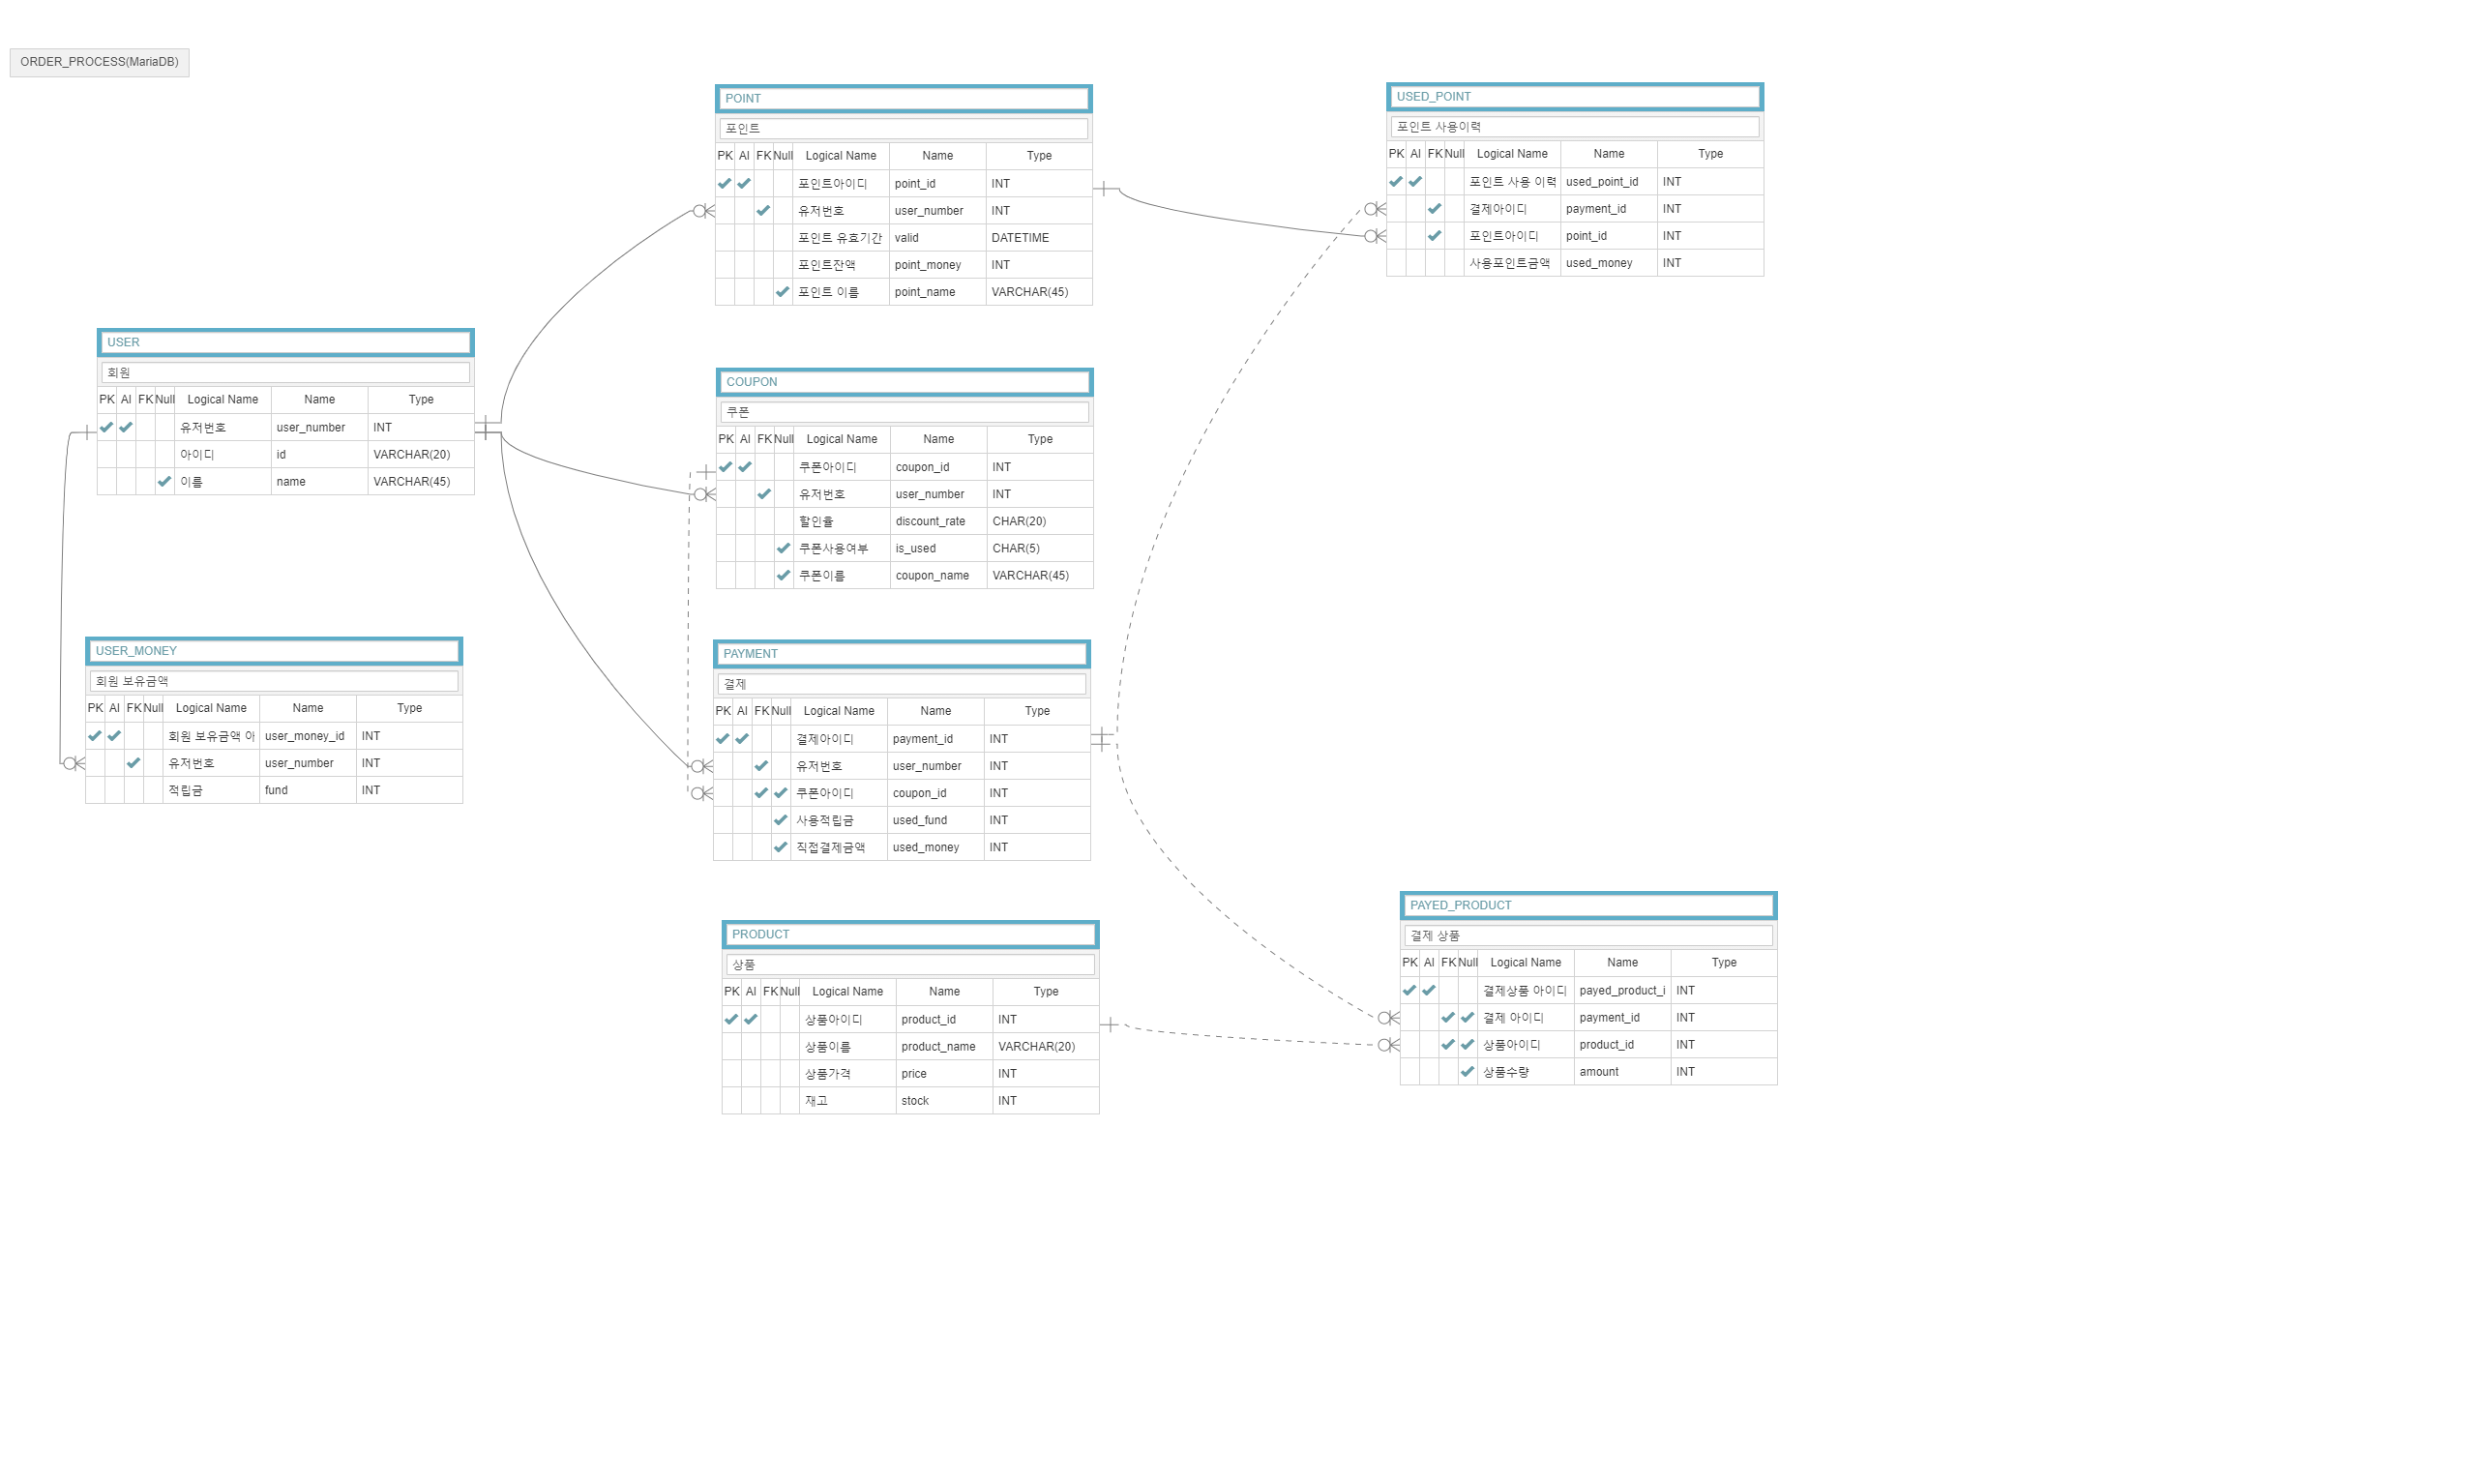 ORDER_PROCESS(MariaDB)
POINT
포인트
PK AI FK Null Logical Name Name Type
포인트아이디 point_id INT
유저번호 user_number INT
포인트 유효기간 valid DATETIME
포인트잔액 point_money INT
포인트 이름 point_name VARCHAR(45)
USED_POINT
포인트 사용이력
PK AI FK Null Logical Name Name Type
포인트 사용 이력 used_point_id INT
결제아이디 payment_id INT
포인트아이디 point_id INT
사용포인트금액 used_money INT
USER
회원
PK AI FK Null Logical Name Name Type
유저번호 user_number INT
아이디 id VARCHAR(20)
이름 name VARCHAR(45)
COUPON
쿠폰
PK AI FK Null Logical Name Name Type
쿠폰아이디 coupon_id INT
유저번호 user_number INT
할인율 discount_rate CHAR(20)
쿠폰사용여부 is_used CHAR(5)
쿠폰이름 coupon_name VARCHAR(45)
USER_MONEY
회원 보유금액
PK AI FK Null Logical Name Name Type
회원 보유금액 아 user_money_id INT
유저번호 user_number INT
적립금 fund INT
PAYMENT
결제
PK AI FK Null Logical Name Name Type
결제아이디 payment_id INT
유저번호 user_number INT
쿠폰아이디 coupon_id INT
사용적립금 used_fund INT
직접결제금액 used_money INT
PRODUCT
상품
PK AI FK Null Logical Name Name Type
상품아이디 product_id INT
상품이름 product_name VARCHAR(20)
상품가격 price INT
재고 stock INT
PAYED_PRODUCT
결제 상품
PK AI FK Null Logical Name Name Type
결제상품 아이디 payed_product_i INT
결제 아이디 payment_id INT
상품아이디 product_id INT
상품수량 amount INT